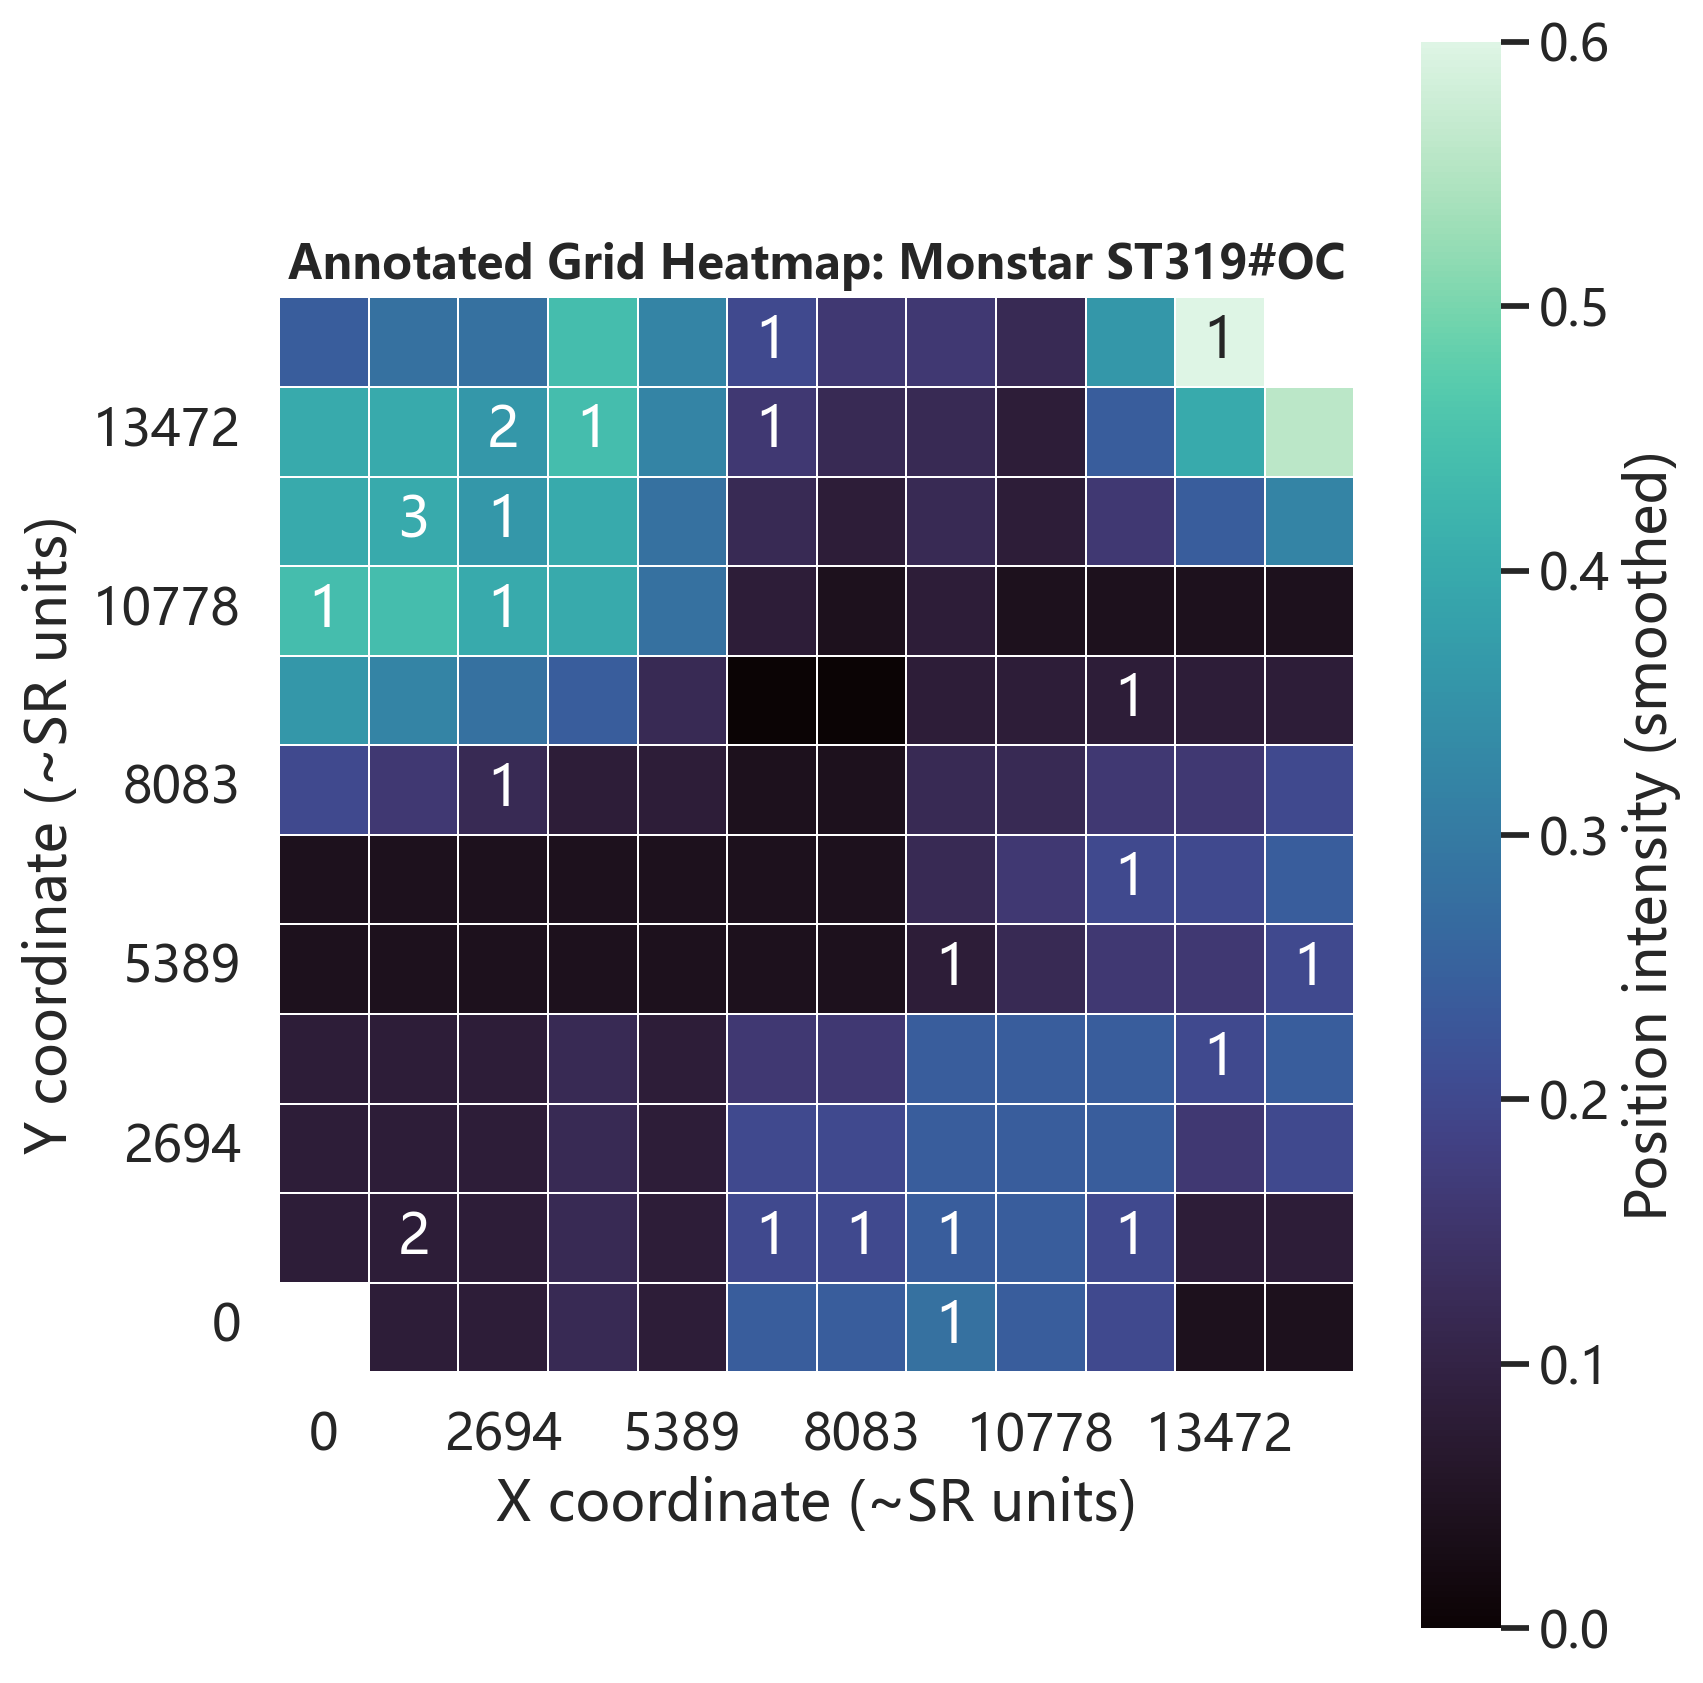 Annotated Grid Heatmap: Monstar ST319#OC
1 1
13472 2 1 1
3 1
10778 1 1
1
8083 1
1
5389 1 1
1
2694
2 1 1 1 1
0 1
0 2694 5389 8083 10778 13472
X coordinate (~SR units)
Y coordinate (~SR units)
0.6
0.5
0.4
0.3
0.2
0.1
0.0
Position intensity (smoothed)